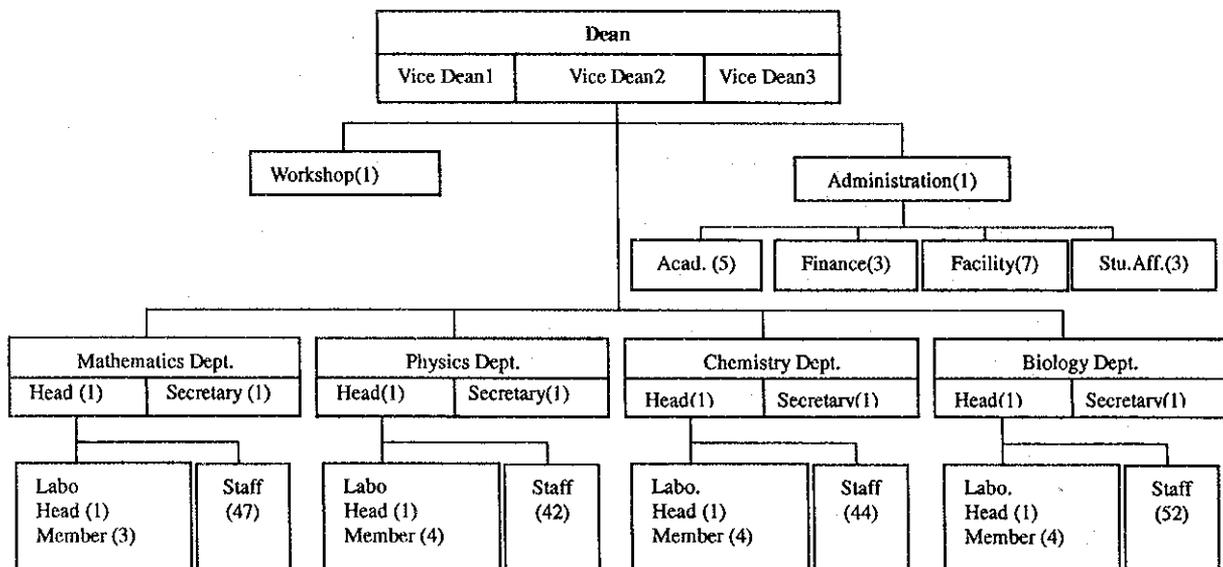 Dean
Vice Dean1 Vice Dean2 Vice Dean3
Workshop(1)
Administration(1)
Acad. (5) Finance(3) Facility(7) Stu.Aff.(3)
Mathematics Dept. Physics Dept. Chemistry Dept. Biology Dept.
Head (1) Secretary (1) Head(1) Secretary(1) Head(1) Secretary(1) Head(1) Secretary(1)
Labo
Head (1)
Member (3)
Staff
(47)
Labo
Head (1)
Member (4)
Staff
(42)
Labo.
Head (1)
Member (4)
Staff
(44)
Labo.
Head (1)
Member (4)
Staff
(52)